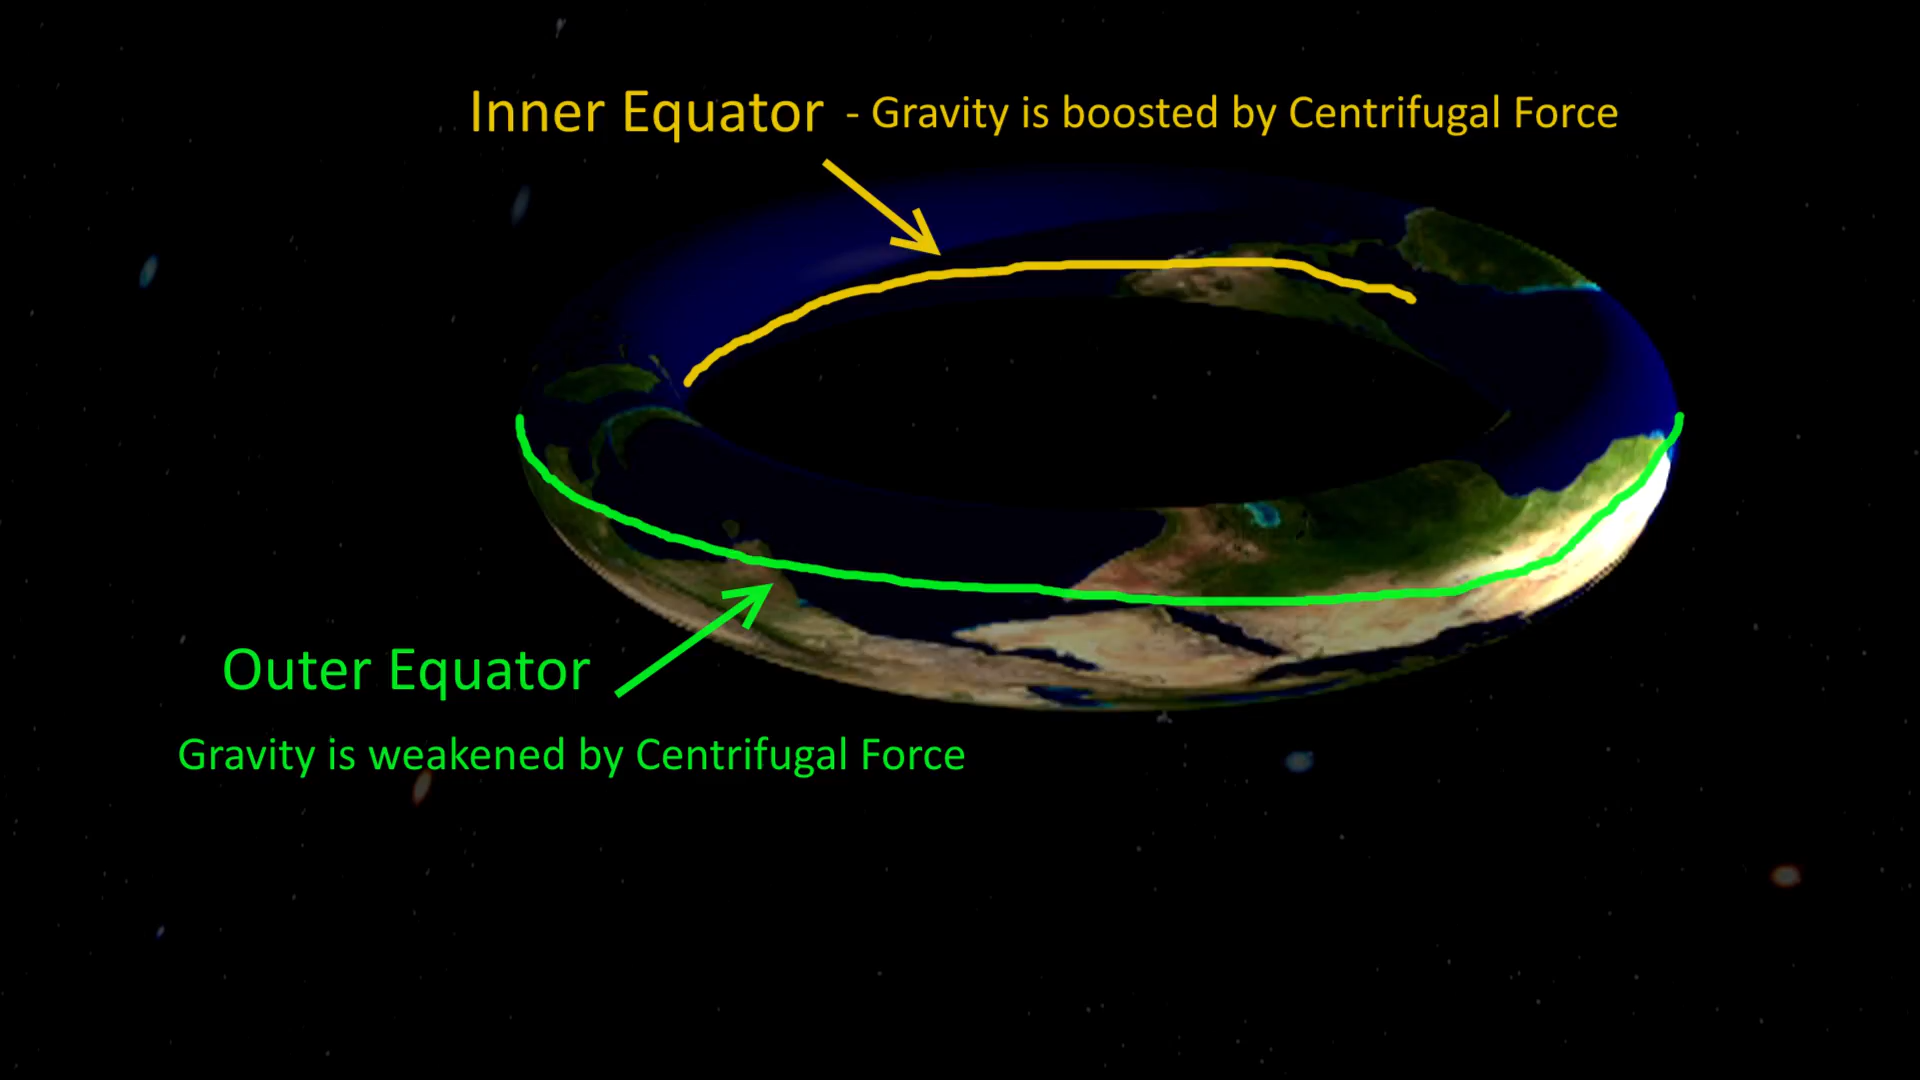 Inner Equator - Gravity is boosted by Centrifugal Force
Outer Equator
Gravity is weakened by Centrifugal Force